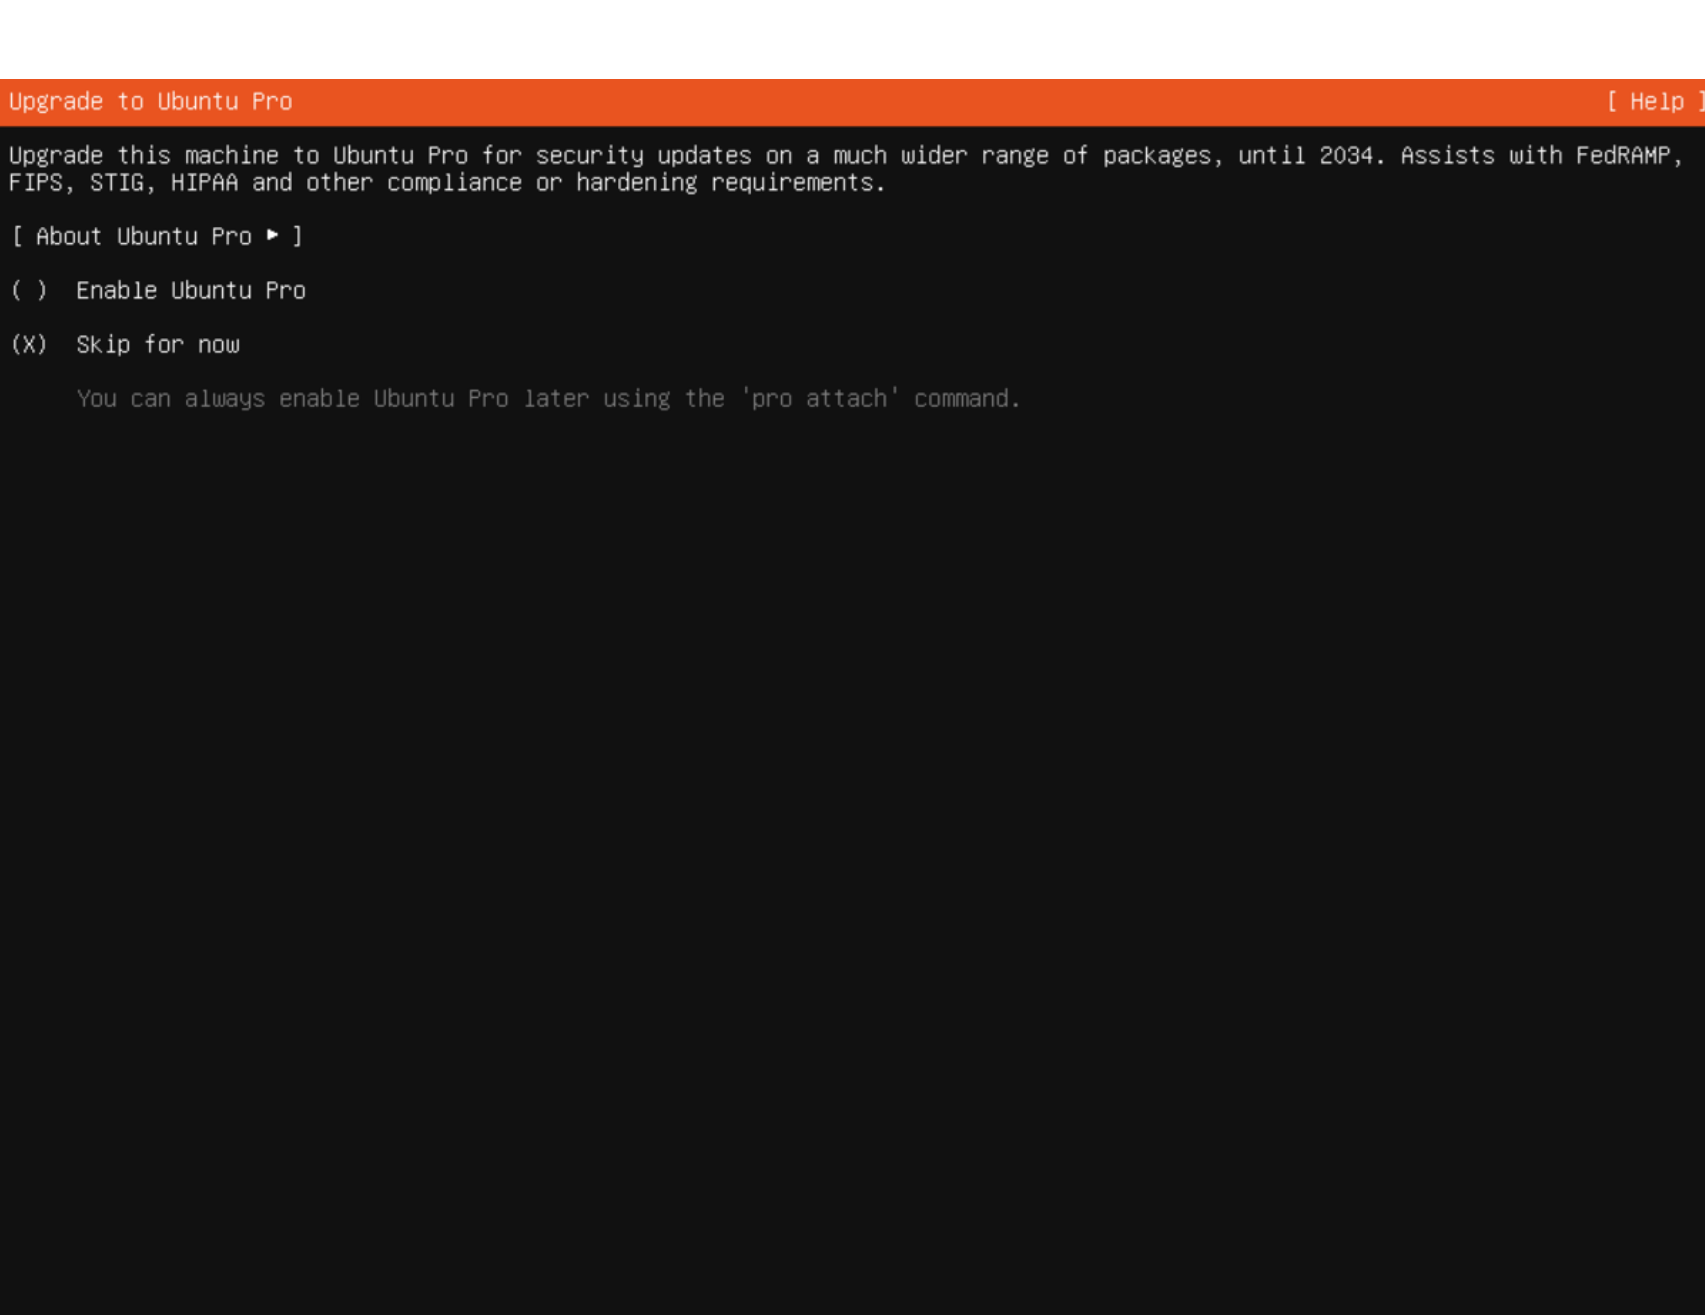 Upgrade to Ubuntu Pro [ Help ]
Upgrade this machine to Ubuntu Pro for security updates on a much wider range of packages, until 2034. Assists with FedRAMP,
FIPS, STIG, HIPAA and other compliance or hardening requirements.
[ About Ubuntu Pro ► ]
( ) Enable Ubuntu Pro
(X) Skip for now
You can always enable Ubuntu Pro later using the 'pro attach' command.